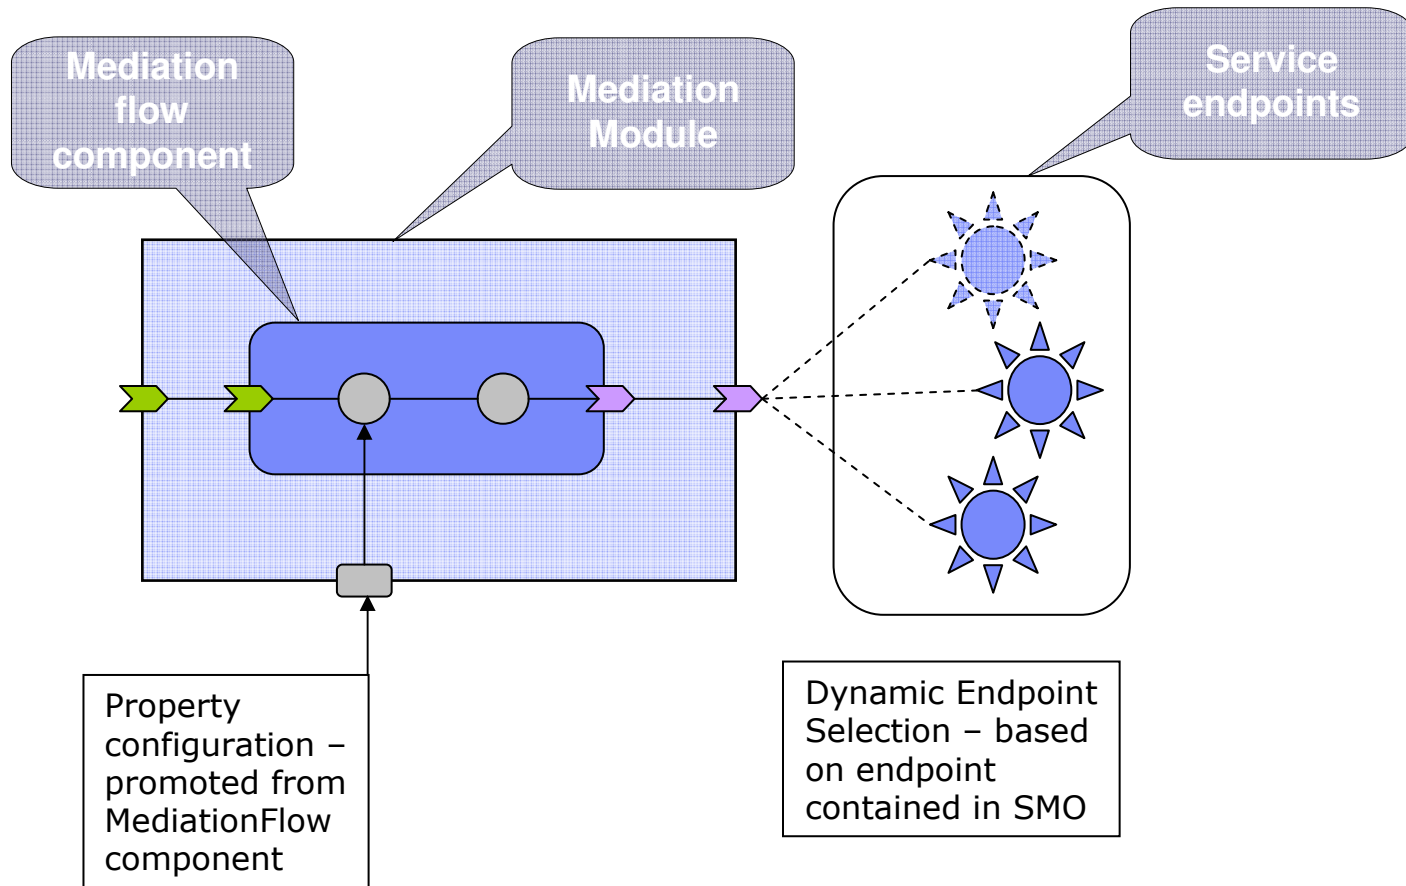 Mediation
flow
component
Mediation
Module
Service
endpoints
Property
configuration –
promoted from
MediationFlow
component
Dynamic Endpoint
Selection – based
on endpoint
contained in SMO